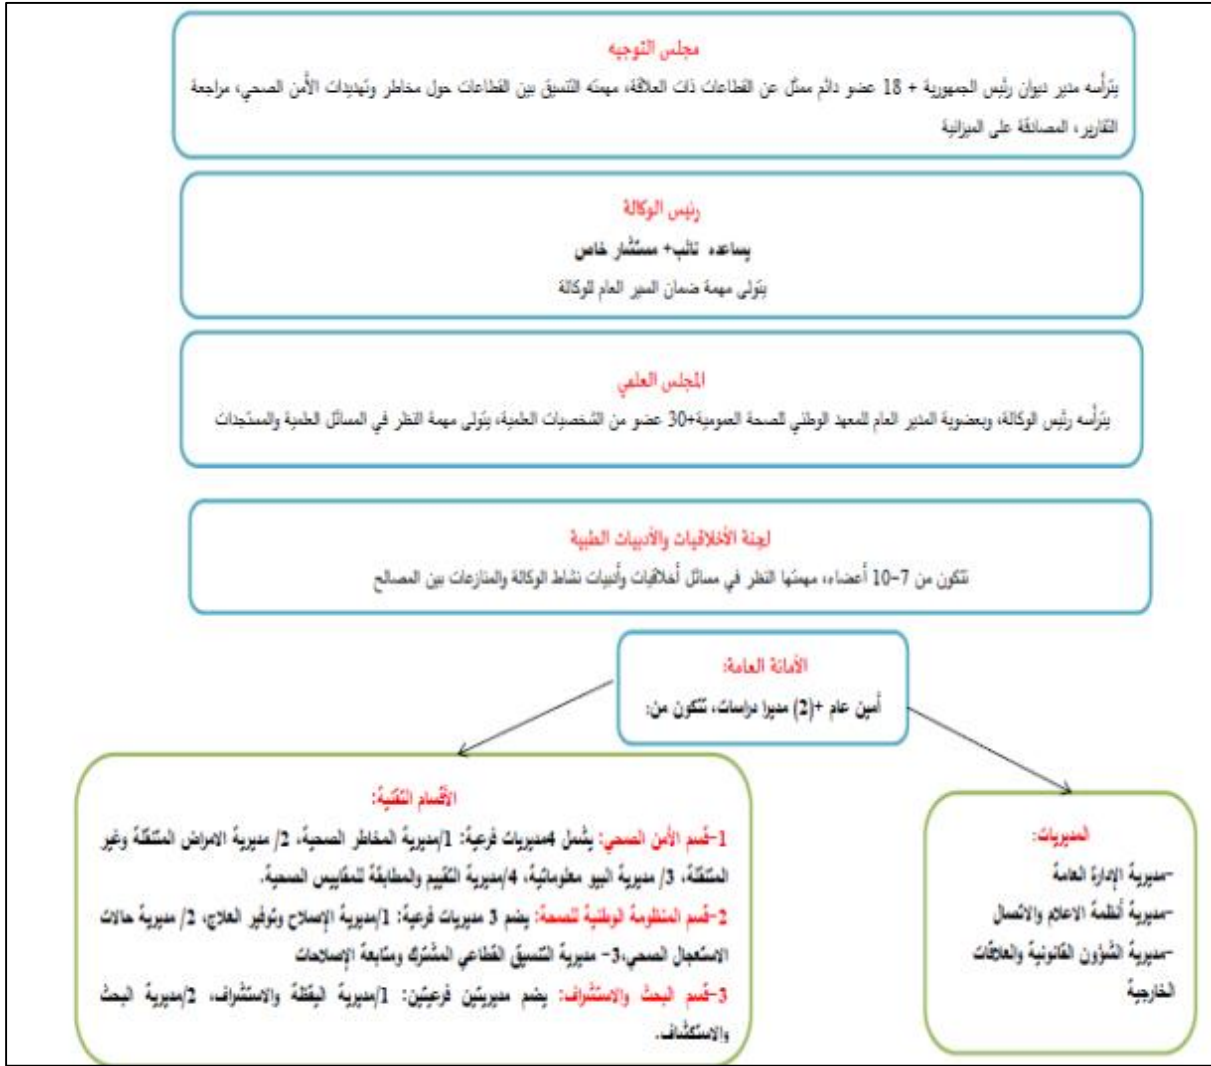 مجلس التوجيه
يترأسه مدير ديوان رئيس الجمهورية + 18 عضو دائم ممثل عن القطاعات ذات العلاقة، مهمته التنسيق بين القطاعات حول مخاطر وتهديدات الأمن الصحي، مراجعة
التقارير، المصادقة على الميزانية
رئيس الوكالة
يساعده نائب+ مستشار خاص
يتولى مهمة ضمان السير العام للوكالة
المجلس العلمي
يترأسه رئيس الوكالة، وبعضوية المدير العام للمعهد الوطني للصحة العمومية+30 عضو من الشخصيات العلمية، يتولى مهمة النظر في المسائل العلمية والمستجدات
لجنة الأخلاقيات والأدبيات الطبية
تتكون من 7-10 أعضاء، مهمتها النظر في مسائل أخلاقيات وأدبيات نشاط الوكالة والمنازعات بين المصالح
الأمانة العامة:
أمين عام +(2) مديرا دراسات، تتكون من:
المديريات:
-مديرية الإدارة العامة
-مديرية أنظمة الاعلام والاتصال
-مديرية الشؤون القانونية والعلاقات
الخارجية
الأقسام التقنية:
1-قسم الأمن الصحي: يشمل 4مديريات فرعية: 1/مديرية المخاطر الصحية، 2/ مديرية الامراض المتنقلة وغير
المتنقلة، 3/ مديرية البيو معلوماتية، 4/مديرية التقييم والمطابقة للمقاييس الصحية.
2-قسم المنظومة الوطنية للصحة: يضم 3 مديريات فرعية: 1/مديرية الإصلاح وتوفير العلاج، 2/ مديرية حالات
الاستعجال الصحي،3- مديرية التنسيق القطاعي المشترك ومتابعة الإصلاحات
3-قسم البحث والاستشراف: يضم مديريتين فرعيتين: 1/مديرية اليقظة والاستشراف، 2/مديرية البحث
والاستكشاف.